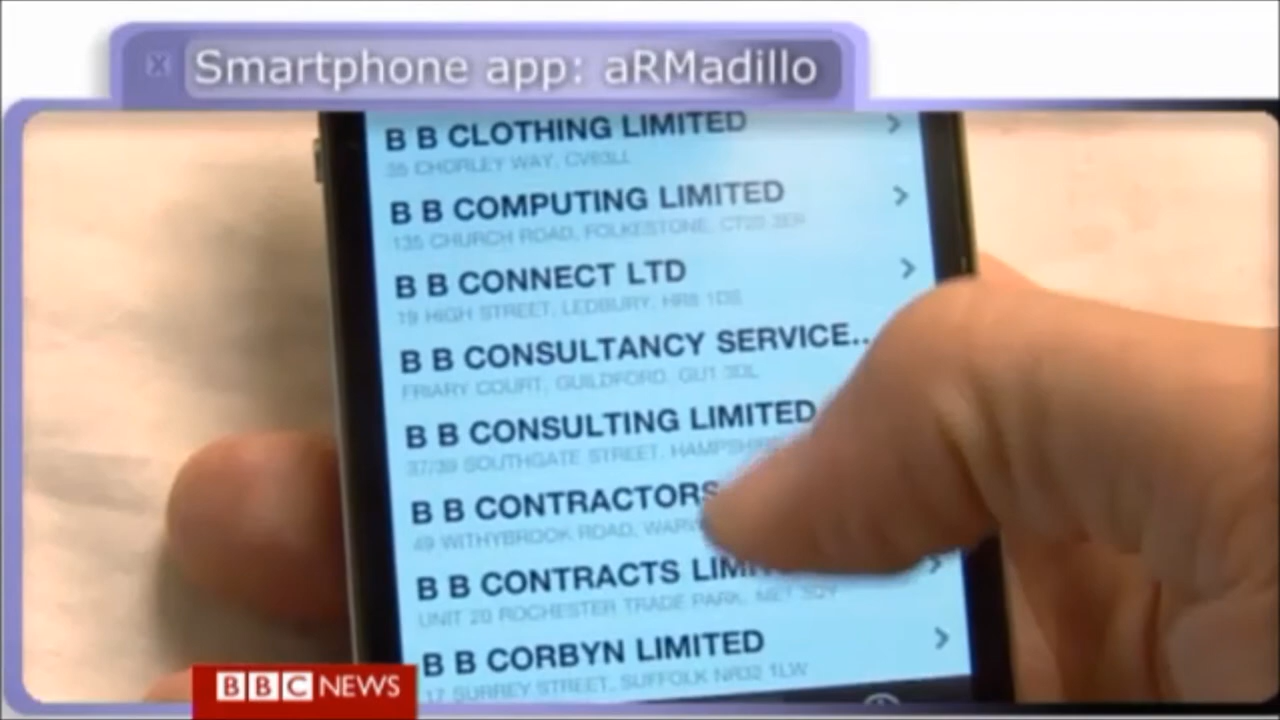 Smartphone app: aRMadillo
B B CLOTHING LIMITED
35 CHORLEY WAY, CV63LL
B B COMPUTING LIMITED
135 CHURCH ROAD, FOLKESTONE, CT20 3ER
B B CONNECT LTD
19 HIGH STREET, LEDBURY, HR8 1DS
B B CONSULTANCY SERVICE...
FRIARY COURT, GUILDFORD, GU1 3DL
B B CONSULTING LIMITED
37/39 SOUTHGATE STREET, HAMPSHIRE
B B CONTRACTORS
49 WITHYBROOK ROAD,
B B CONTRACTS
UNIT 20 ROCHESTER TRADE PARK,
B B CORBYN LIMITED
17 SURREY STREET, SUFFOLK NR32 1LW
BBC NEWS